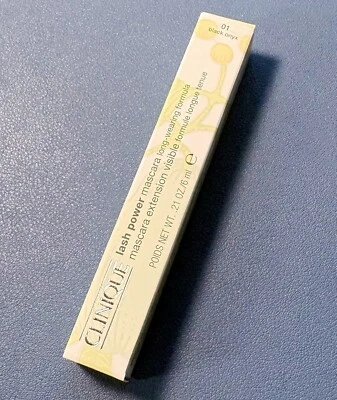 01
black onyx
CLINIQUE
lash power mascara long-wearing formula
mascara extension visible formule longue tenue
POIDS NET WT. .21 OZ/6 ml e